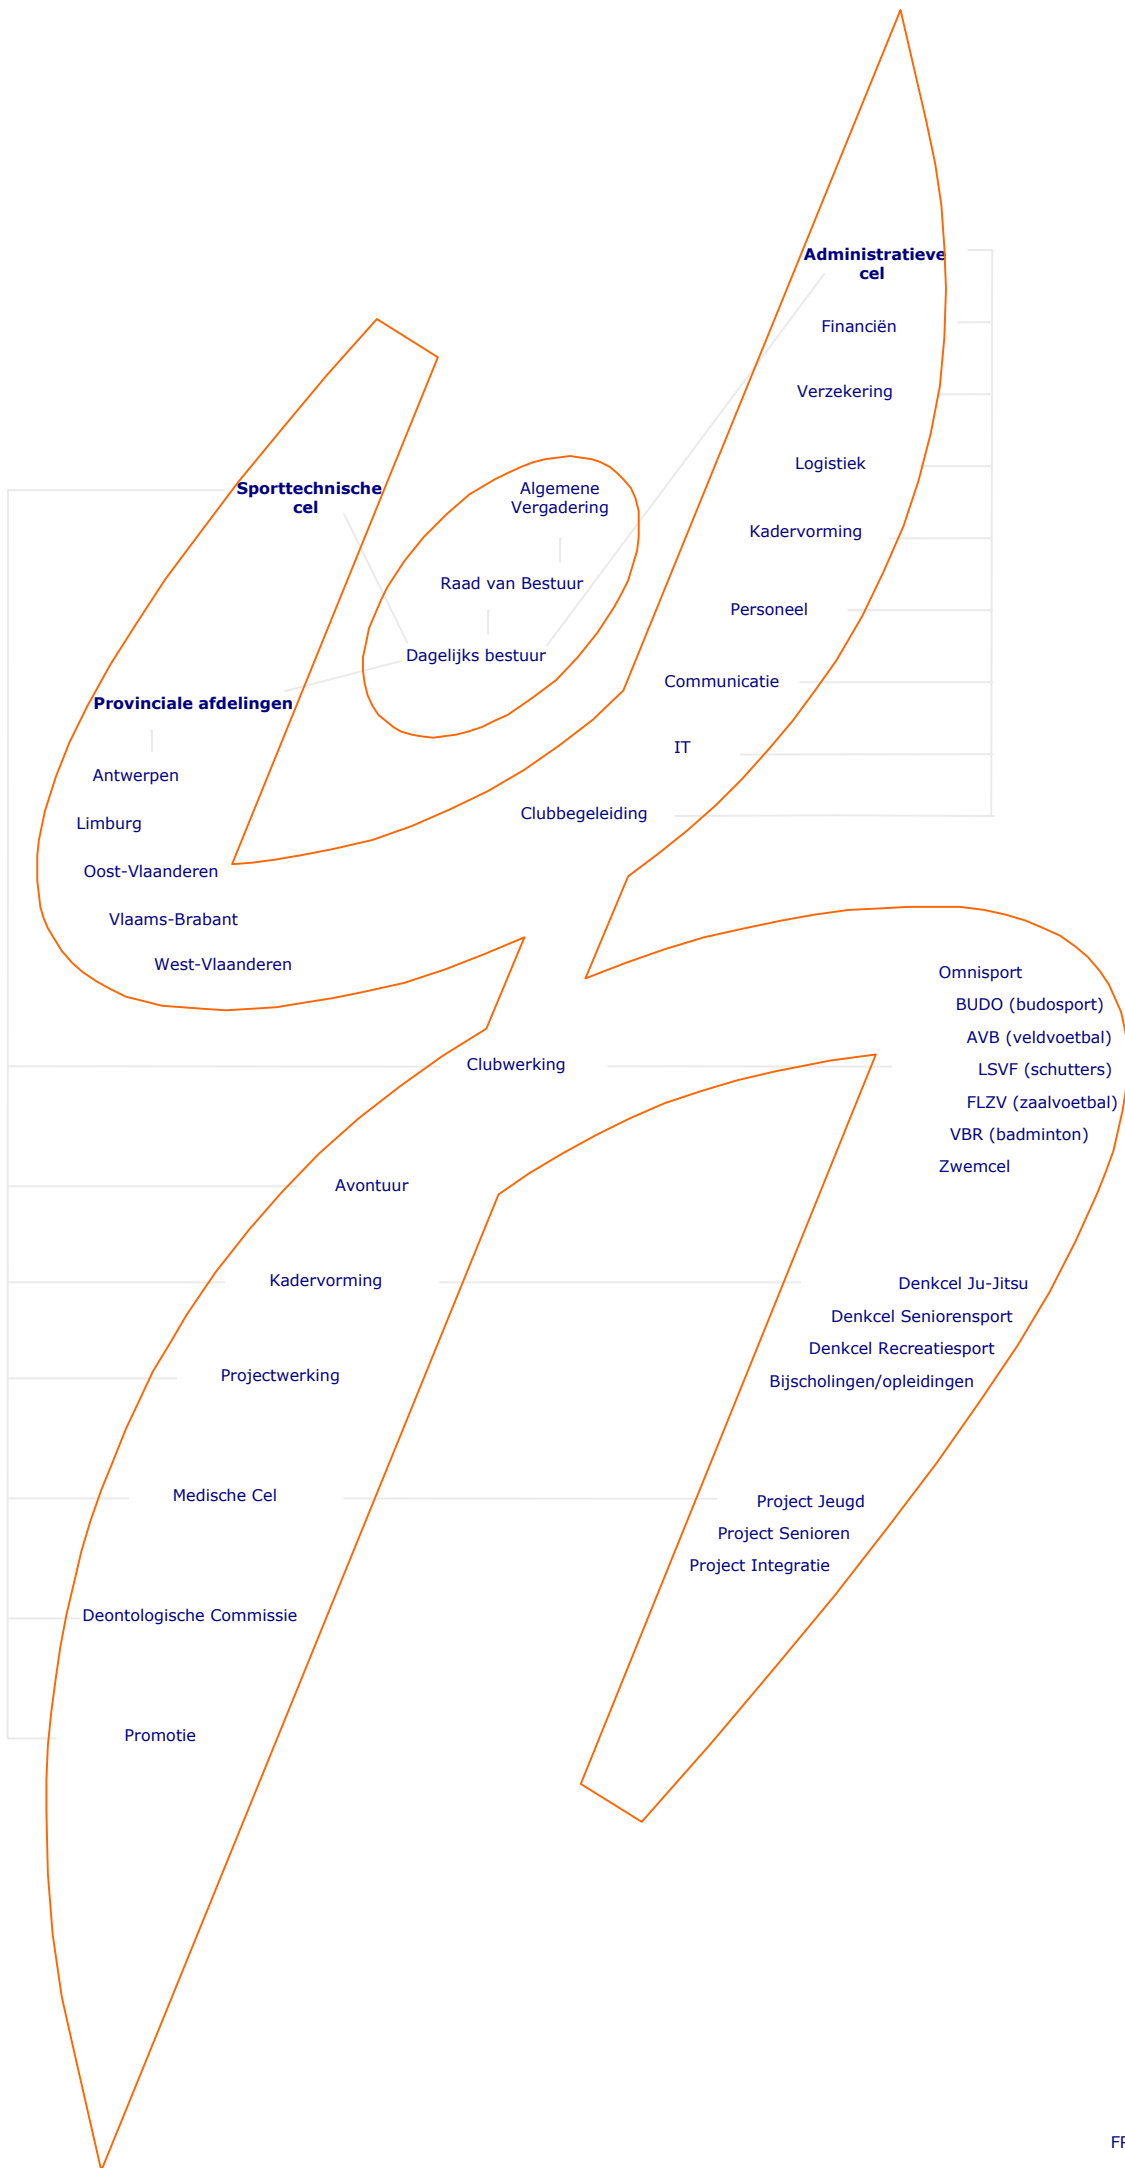 Administratieve
cel
Financiën
Verzekering
Logistiek
Kadervorming
Personeel
Communicatie
IT
Clubbegeleiding
Sporttechnische
cel
Algemene
Vergadering
Raad van Bestuur
Dagelijks bestuur
Provinciale afdelingen
Antwerpen
Limburg
Oost-Vlaanderen
Vlaams-Brabant
West-Vlaanderen
Clubwerking
Avontuur
Kadervorming
Projectwerking
Medische Cel
Deontologische Commissie
Promotie
Omnisport
BUDO (budosport)
AVB (veldvoetbal)
LSVF (schutters)
FLZV (zaalvoetbal)
VBR (badminton)
Zwemcel
Denkcel Ju-Jitsu
Denkcel Seniorensport
Denkcel Recreatiesport
Bijscholingen/opleidingen
Project Jeugd
Project Senioren
Project Integratie